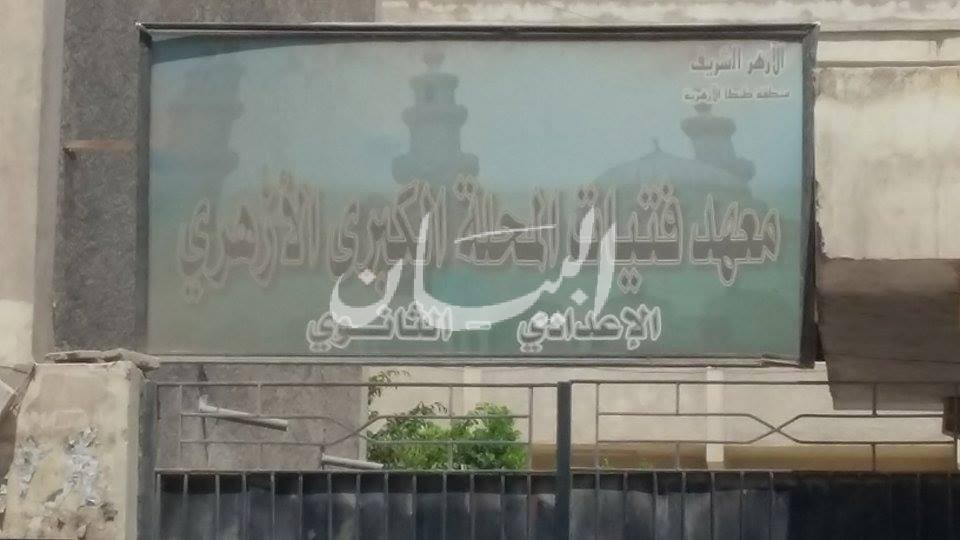 الأزهر الشريف
منطقة طنطا الأزهرية
معهد فتيات المحلة الكبرى الأزهري
الإعدادي - الثانوي
البيان